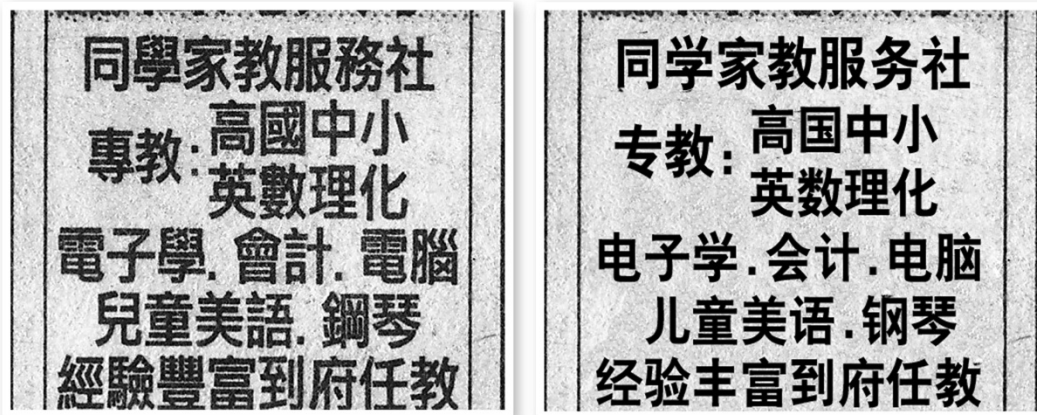 同學家教服務社
專教:
高國中小
英數理化
電子學.會計.電腦
兒童美語.鋼琴
經驗豐富到府任教
同学家教服务社
专教:
高国中小
英数理化
电子学.会计.电脑
儿童美语.钢琴
经验丰富到府任教